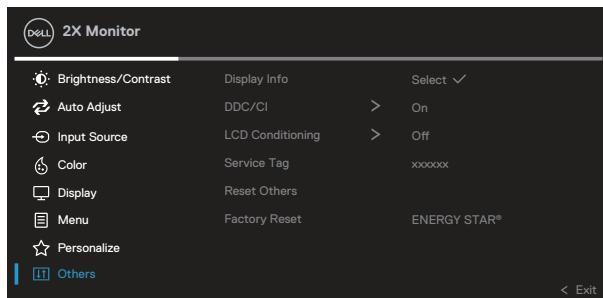 DELL 2X Monitor
Brightness/Contrast Display Info Select ✓
Auto Adjust DDC/CI > On
Input Source LCD Conditioning > Off
Color Service Tag xxxxxx
Display Reset Others
Menu Factory Reset ENERGY STAR®
Personalize
Others
< Exit